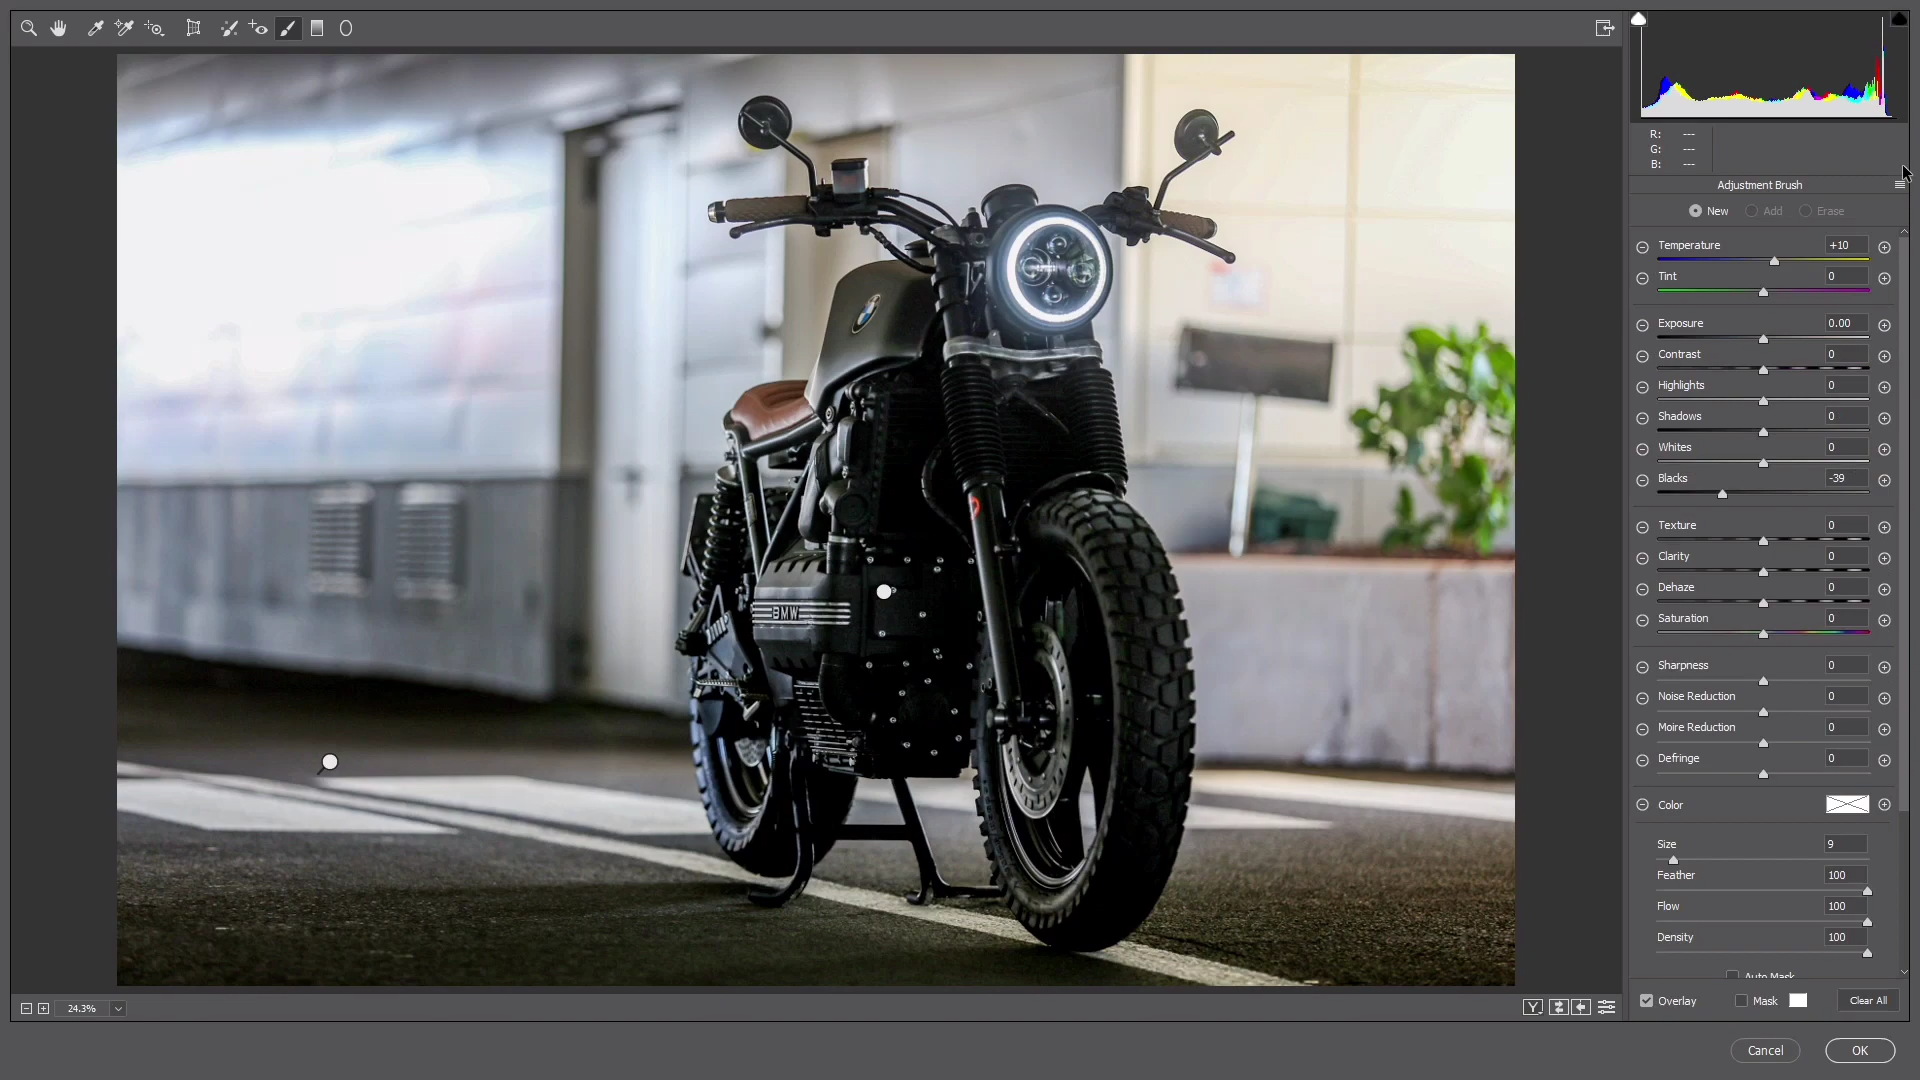 R: ---
G: ---
B: ---
Adjustment Brush
New Add Erase
Temperature +10
Tint 0
Exposure 0.00
Contrast 0
Highlights 0
Shadows 0
Whites 0
Blacks -39
Texture 0
Clarity 0
Dehaze 0
Saturation 0
Sharpness 0
Noise Reduction 0
Moire Reduction 0
Defringe 0
Color
Size 9
Feather 100
Flow 100
Density 100
Auto Mask
Overlay Mask Clear All
BMW
24.3% Y
Cancel OK